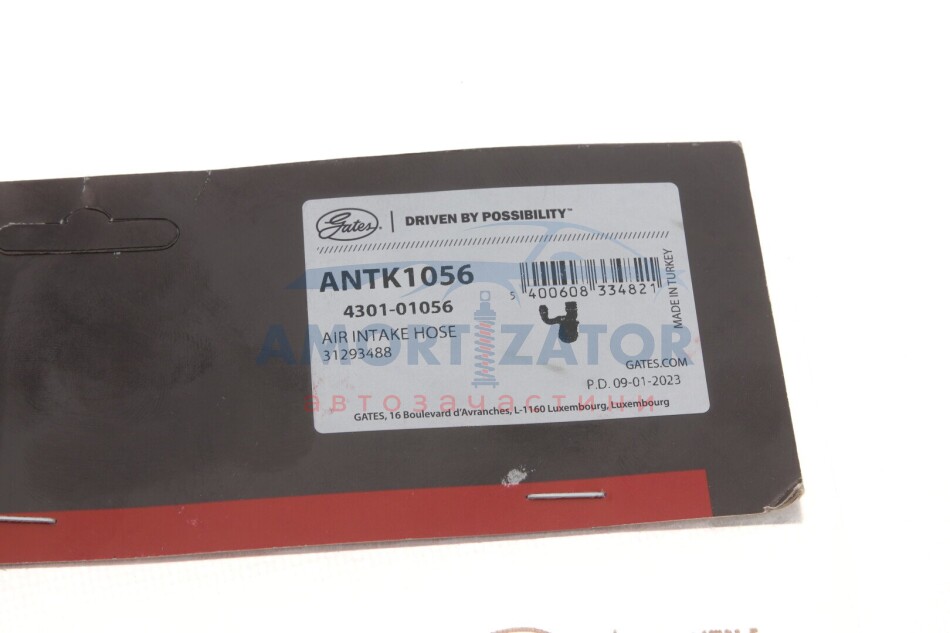 Gates® | DRIVEN BY POSSIBILITY™
ANTK1056
4301-01056
AIR INTAKE HOSE
31293488
5 400608 334821
MADE IN TURKEY
GATES.COM
P.D. 09-01-2023
GATES, 16 Boulevard d'Avranches, L-1160 Luxembourg, Luxembourg
AMORTIZATOR
автозапчастини